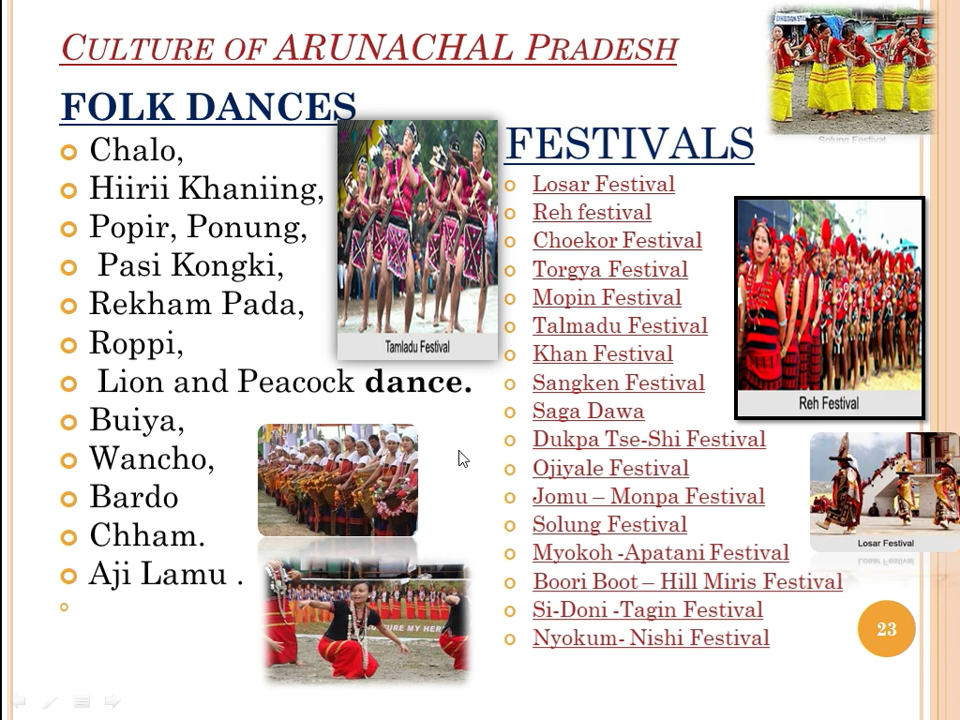 CULTURE OF ARUNACHAL PRADESH
FOLK DANCES
Chalo,
Hiirii Khaniing,
Popir, Ponung,
Pasi Kongki,
Rekham Pada,
Roppi,
Lion and Peacock dance.
Buiya,
Wancho,
Bardo
Chham.
Aji Lamu .
Tamladu Festival
FESTIVALS
Losar Festival
Reh festival
Choekor Festival
Torgya Festival
Mopin Festival
Talmadu Festival
Khan Festival
Sangken Festival
Saga Dawa
Dukpa Tse-Shi Festival
Ojiyale Festival
Jomu – Monpa Festival
Solung Festival
Myokoh -Apatani Festival
Boori Boot – Hill Miris Festival
Si-Doni -Tagin Festival
Nyokum- Nishi Festival
Solung Festival
Reh Festival
Losar Festival
23